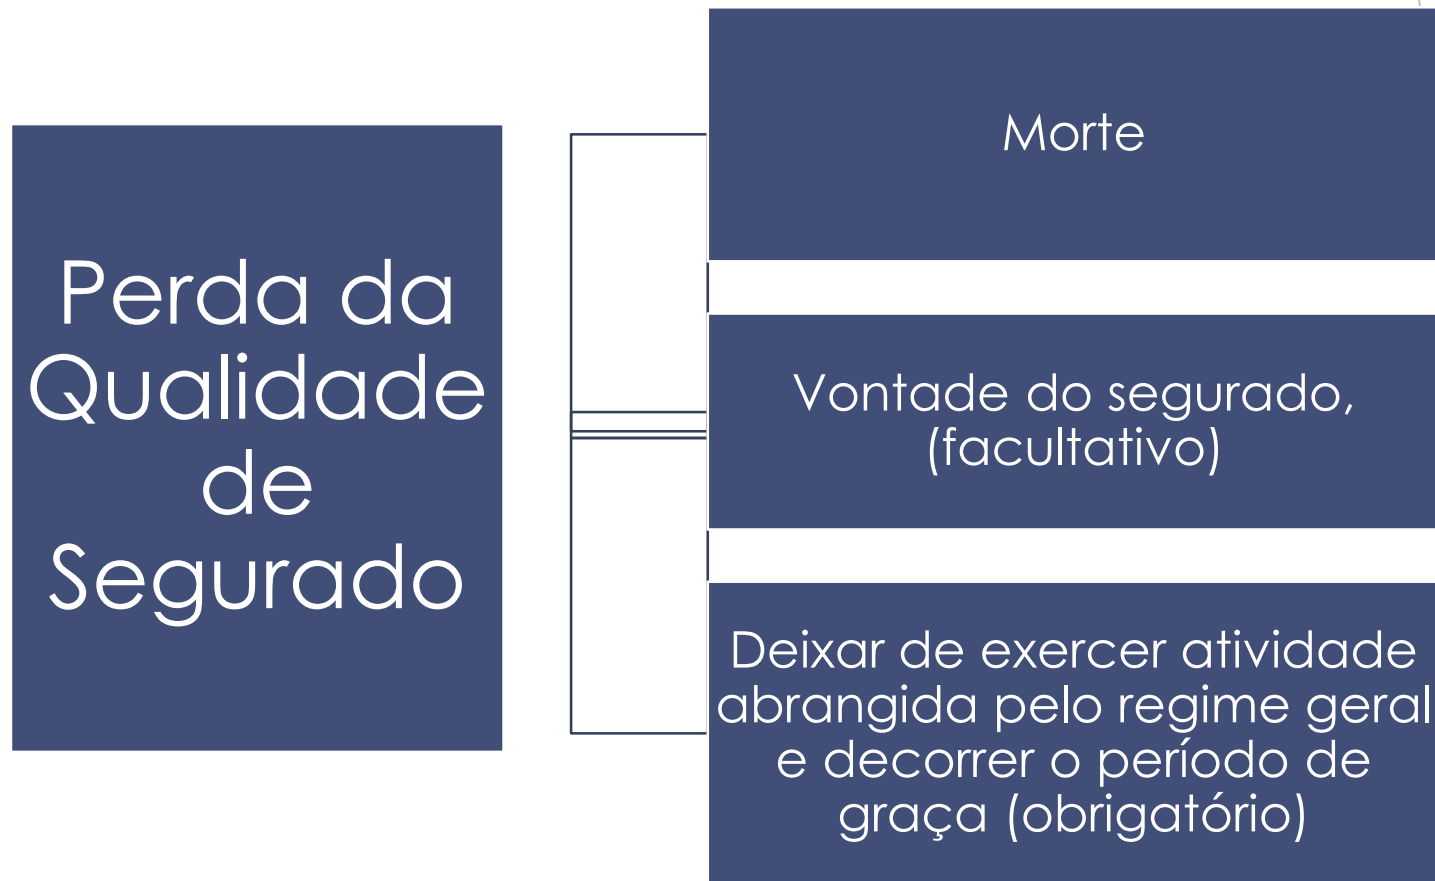 Perda da
Qualidade
de
Segurado
Morte
Vontade do segurado,
(facultativo)
Deixar de exercer atividade
abrangida pelo regime geral
e decorrer o período de
graça (obrigatório)